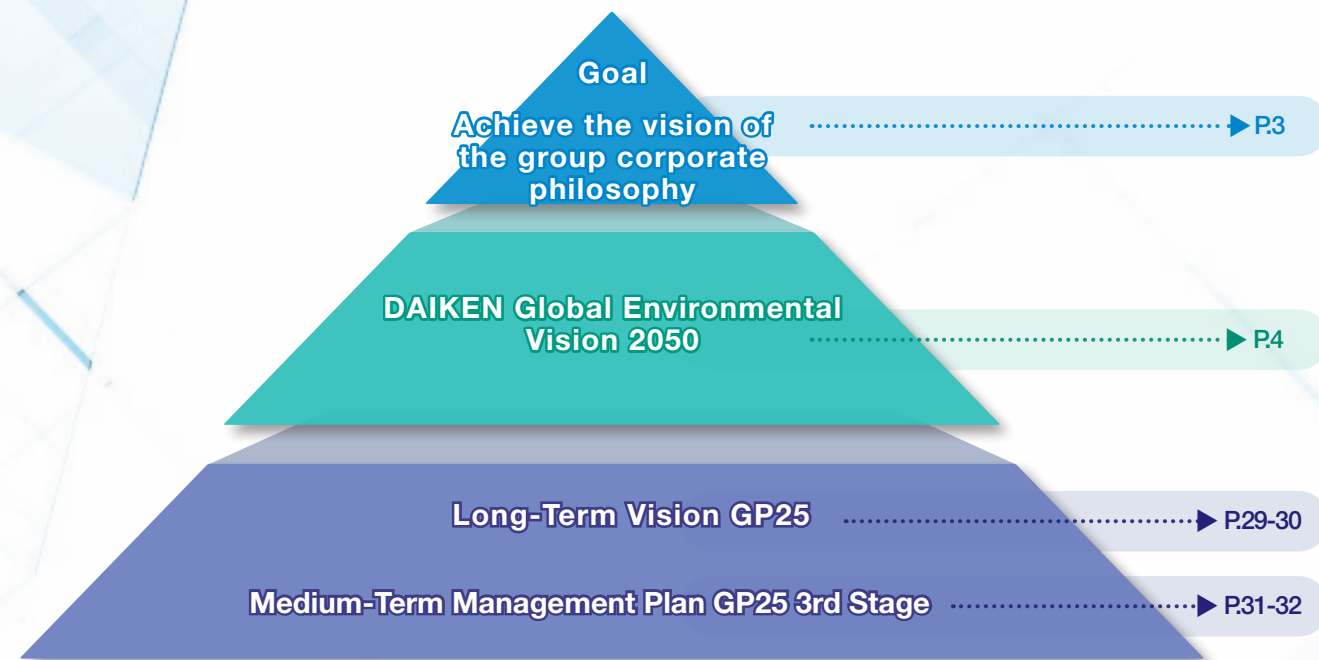 Goal
Achieve the vision of
the group corporate
philosophy
P.3
DAIKEN Global Environmental
Vision 2050
P.4
Long-Term Vision GP25
P.29-30
Medium-Term Management Plan GP25 3rd Stage
P.31-32